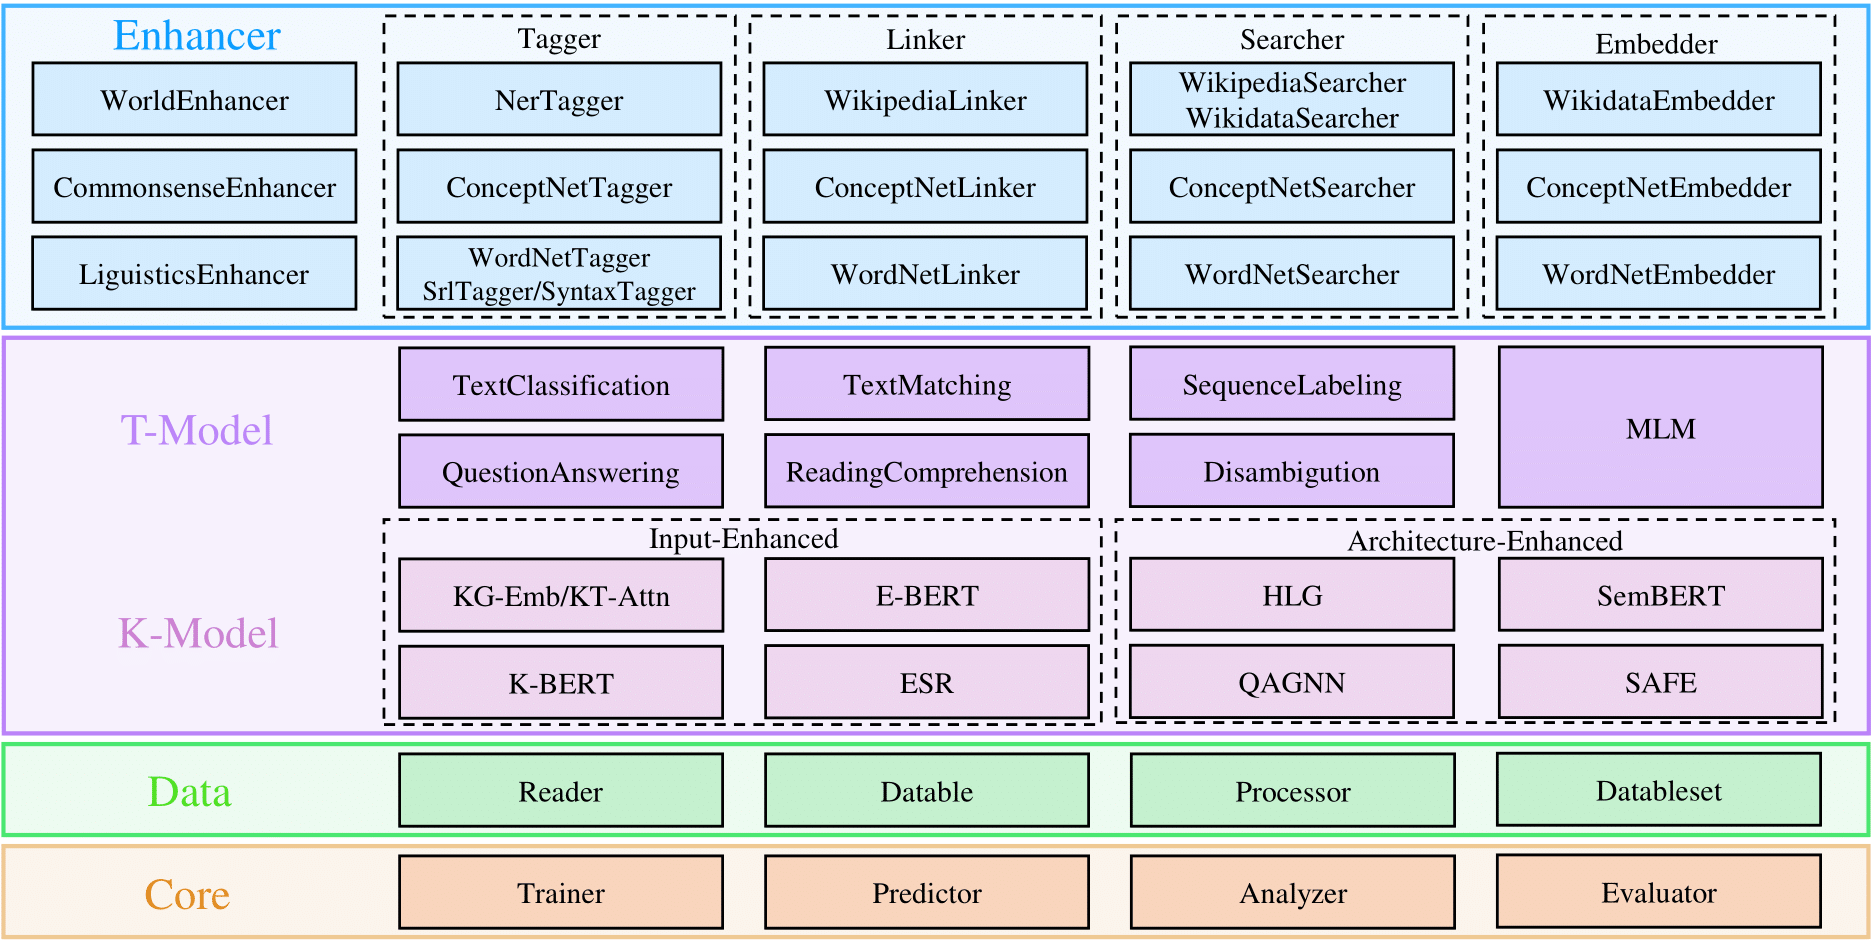 Enhancer
Tagger
Linker
Searcher
Embedder
WorldEnhancer
NerTagger
WikipediaLinker
WikipediaSearcher
WikidataSearcher
WikidataEmbedder
CommonsenseEnhancer
ConceptNetTagger
ConceptNetLinker
ConceptNetSearcher
ConceptNetEmbedder
LiguisticsEnhancer
WordNetTagger
SrlTagger/SyntaxTagger
WordNetLinker
WordNetSearcher
WordNetEmbedder
T-Model
TextClassification
TextMatching
SequenceLabeling
MLM
QuestionAnswering
ReadingComprehension
Disambigution
K-Model
Input-Enhanced
Architecture-Enhanced
KG-Emb/KT-Attn
E-BERT
HLG
SemBERT
K-BERT
ESR
QAGNN
SAFE
Data
Reader
Datable
Processor
Datableset
Core
Trainer
Predictor
Analyzer
Evaluator